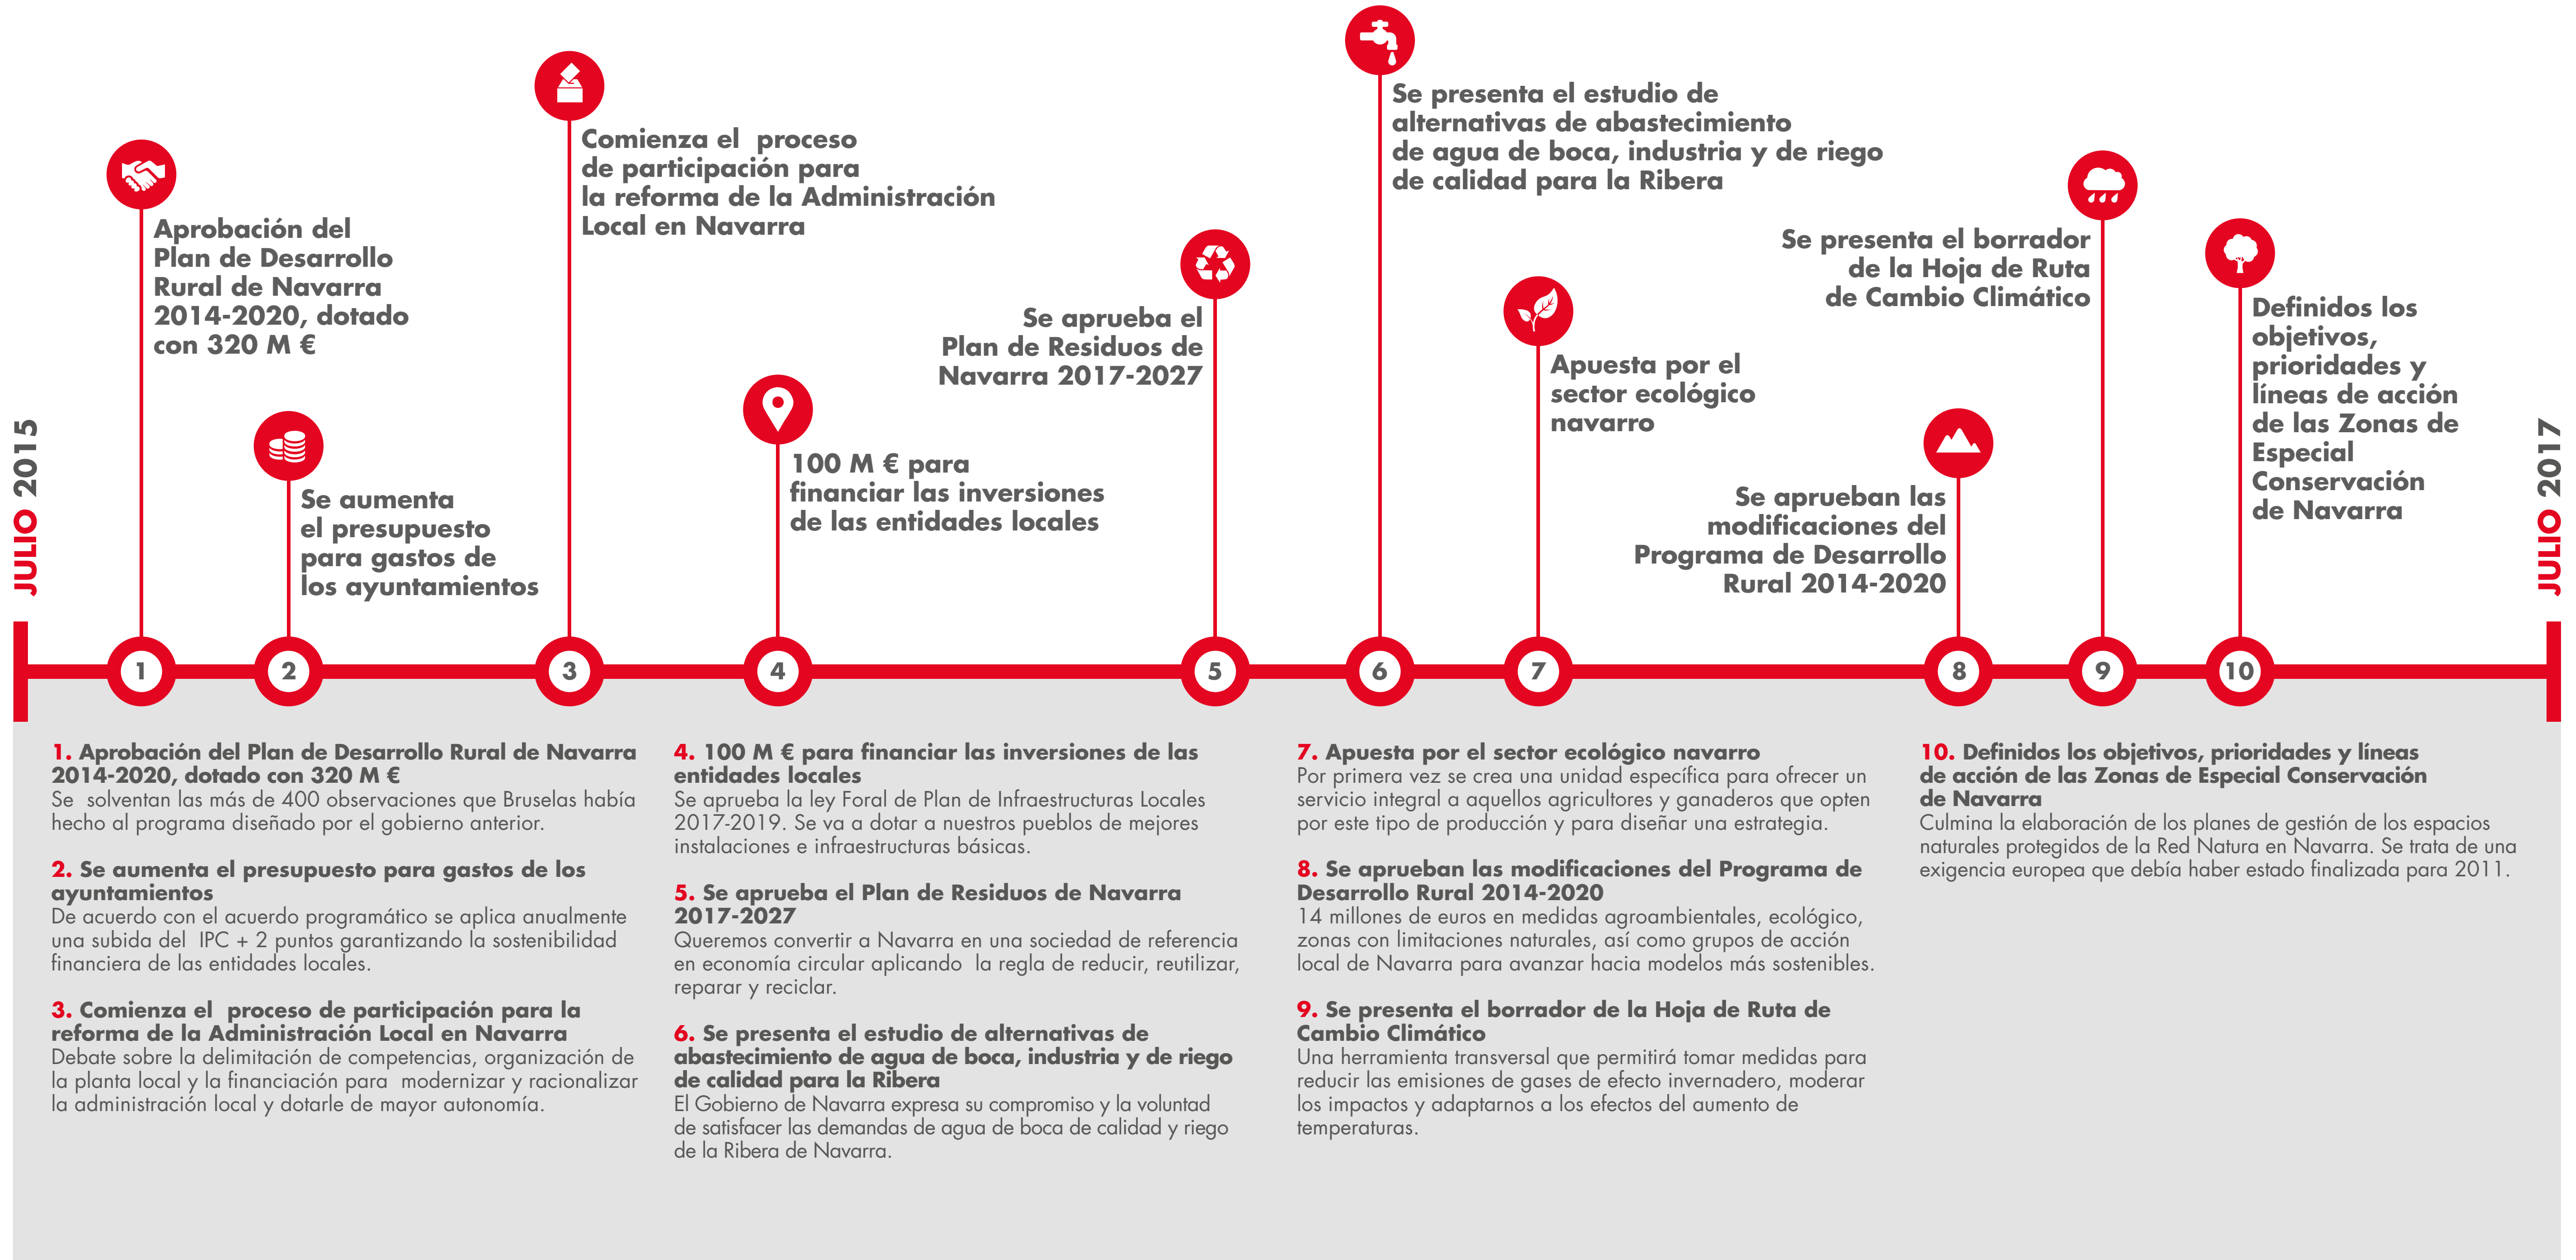 JULIO 2015
Aprobación del
Plan de Desarrollo
Rural de Navarra
2014-2020, dotado
con 320 M €
Se aumenta
el presupuesto
para gastos de
los ayuntamientos
Comienza el  proceso
de participación para
la reforma de la Administración
Local en Navarra
100 M € para
financiar las inversiones
de las entidades locales
Se aprueba el
Plan de Residuos de
Navarra 2017-2027
Se presenta el estudio de
alternativas de abastecimiento
de agua de boca, industria y de riego
de calidad para la Ribera
Apuesta por el
sector ecológico
navarro
Se aprueban las
modificaciones del
Programa de Desarrollo
Rural 2014-2020
Se presenta el borrador
de la Hoja de Ruta
de Cambio Climático
Definidos los
objetivos,
prioridades y
líneas de acción
de las Zonas de
Especial
Conservación
de Navarra
JULIO 2017
1 2 3 4 5 6 7 8 9 10
1. Aprobación del Plan de Desarrollo Rural de Navarra
2014-2020, dotado con 320 M €
Se  solventan las más de 400 observaciones que Bruselas había
hecho al programa diseñado por el gobierno anterior.
2. Se aumenta el presupuesto para gastos de los
ayuntamientos
De acuerdo con el acuerdo programático se aplica anualmente
una subida del  IPC + 2 puntos garantizando la sostenibilidad
financiera de las entidades locales.
3. Comienza el  proceso de participación para la
reforma de la Administración Local en Navarra
Debate sobre la delimitación de competencias, organización de
la planta local y la financiación para  modernizar y racionalizar
la administración local y dotarle de mayor autonomía.
4. 100 M € para financiar las inversiones de las
entidades locales
Se aprueba la ley Foral de Plan de Infraestructuras Locales
2017-2019. Se va a dotar a nuestros pueblos de mejores
instalaciones e infraestructuras básicas.
5. Se aprueba el Plan de Residuos de Navarra
2017-2027
Queremos convertir a Navarra en una sociedad de referencia
en economía circular aplicando  la regla de reducir, reutilizar,
reparar y reciclar.
6. Se presenta el estudio de alternativas de
abastecimiento de agua de boca, industria y de riego
de calidad para la Ribera
El Gobierno de Navarra expresa su compromiso y la voluntad
de satisfacer las demandas de agua de boca de calidad y riego
de la Ribera de Navarra.
7. Apuesta por el sector ecológico navarro
Por primera vez se crea una unidad específica para ofrecer un
servicio integral a aquellos agricultores y ganaderos que opten
por este tipo de producción y para diseñar una estrategia.
8. Se aprueban las modificaciones del Programa de
Desarrollo Rural 2014-2020
14 millones de euros en medidas agroambientales, ecológico,
zonas con limitaciones naturales, así como grupos de acción
local de Navarra para avanzar hacia modelos más sostenibles.
9. Se presenta el borrador de la Hoja de Ruta de
Cambio Climático
Una herramienta transversal que permitirá tomar medidas para
reducir las emisiones de gases de efecto invernadero, moderar
los impactos y adaptarnos a los efectos del aumento de
temperaturas.
10. Definidos los objetivos, prioridades y líneas
de acción de las Zonas de Especial Conservación
de Navarra
Culmina la elaboración de los planes de gestión de los espacios
naturales protegidos de la Red Natura en Navarra. Se trata de una
exigencia europea que debía haber estado finalizada para 2011.